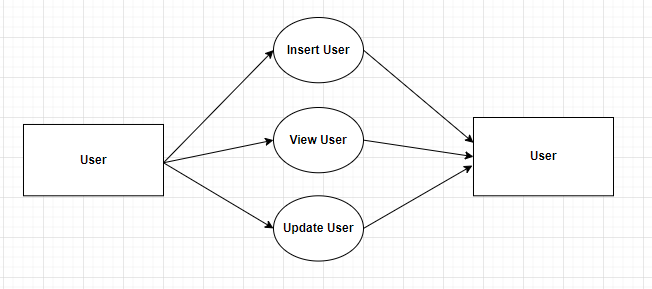 Insert User
View User
User
User
Update User